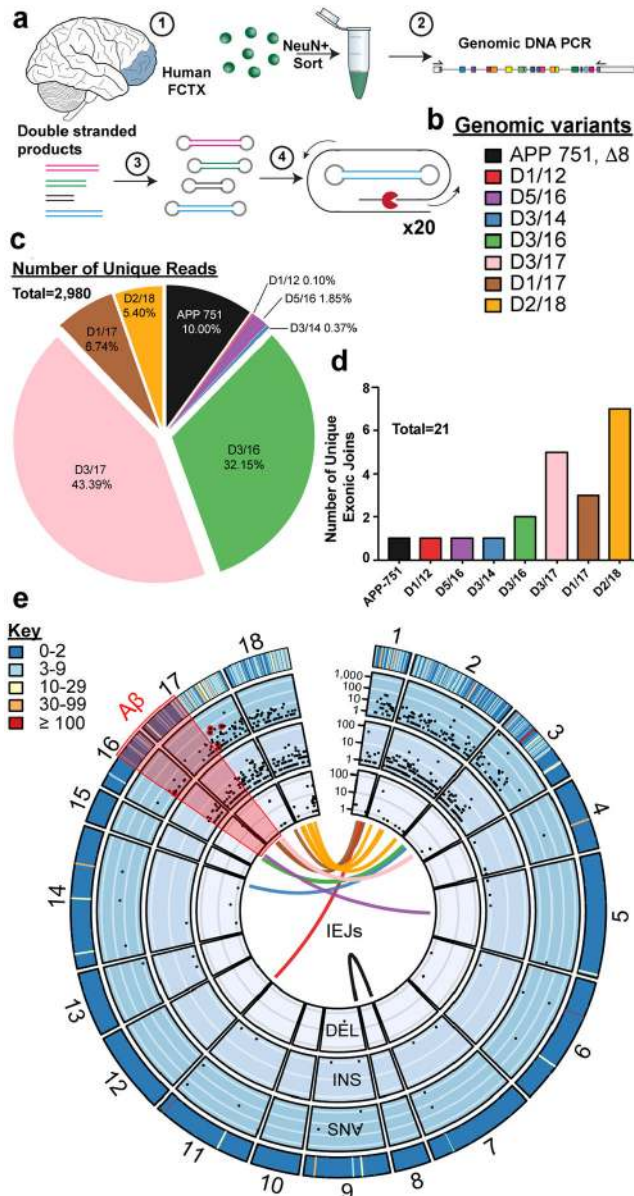 a
1
Human
FCTX
NeuN+
Sort
2
Genomic DNA PCR
Double stranded
products
3
4
x20
b Genomic variants
APP 751, Δ8
D1/12
D5/16
D3/14
D3/16
D3/17
D1/17
D2/18
c
Number of Unique Reads
Total=2,980
D2/18
5.40%
APP 751
10.00%
D1/12 0.10%
D5/16 1.85%
D3/14 0.37%
D1/17
6.74%
D3/17
43.39%
D3/16
32.15%
d
Total=21
Number of Unique
Exonic Joins
8
6
4
2
0
APP-751
D1/12
D5/16
D3/14
D3/16
D3/17
D1/17
D2/18
e
Key
0-2
3-9
10-29
30-99
≥ 100
Aβ
1
2
3
4
5
6
7
8
9
10
11
12
13
14
15
16
17
18
1,000
100
10
1
100
10
1
100
10
1
IEJs
DEL
INS
SNV